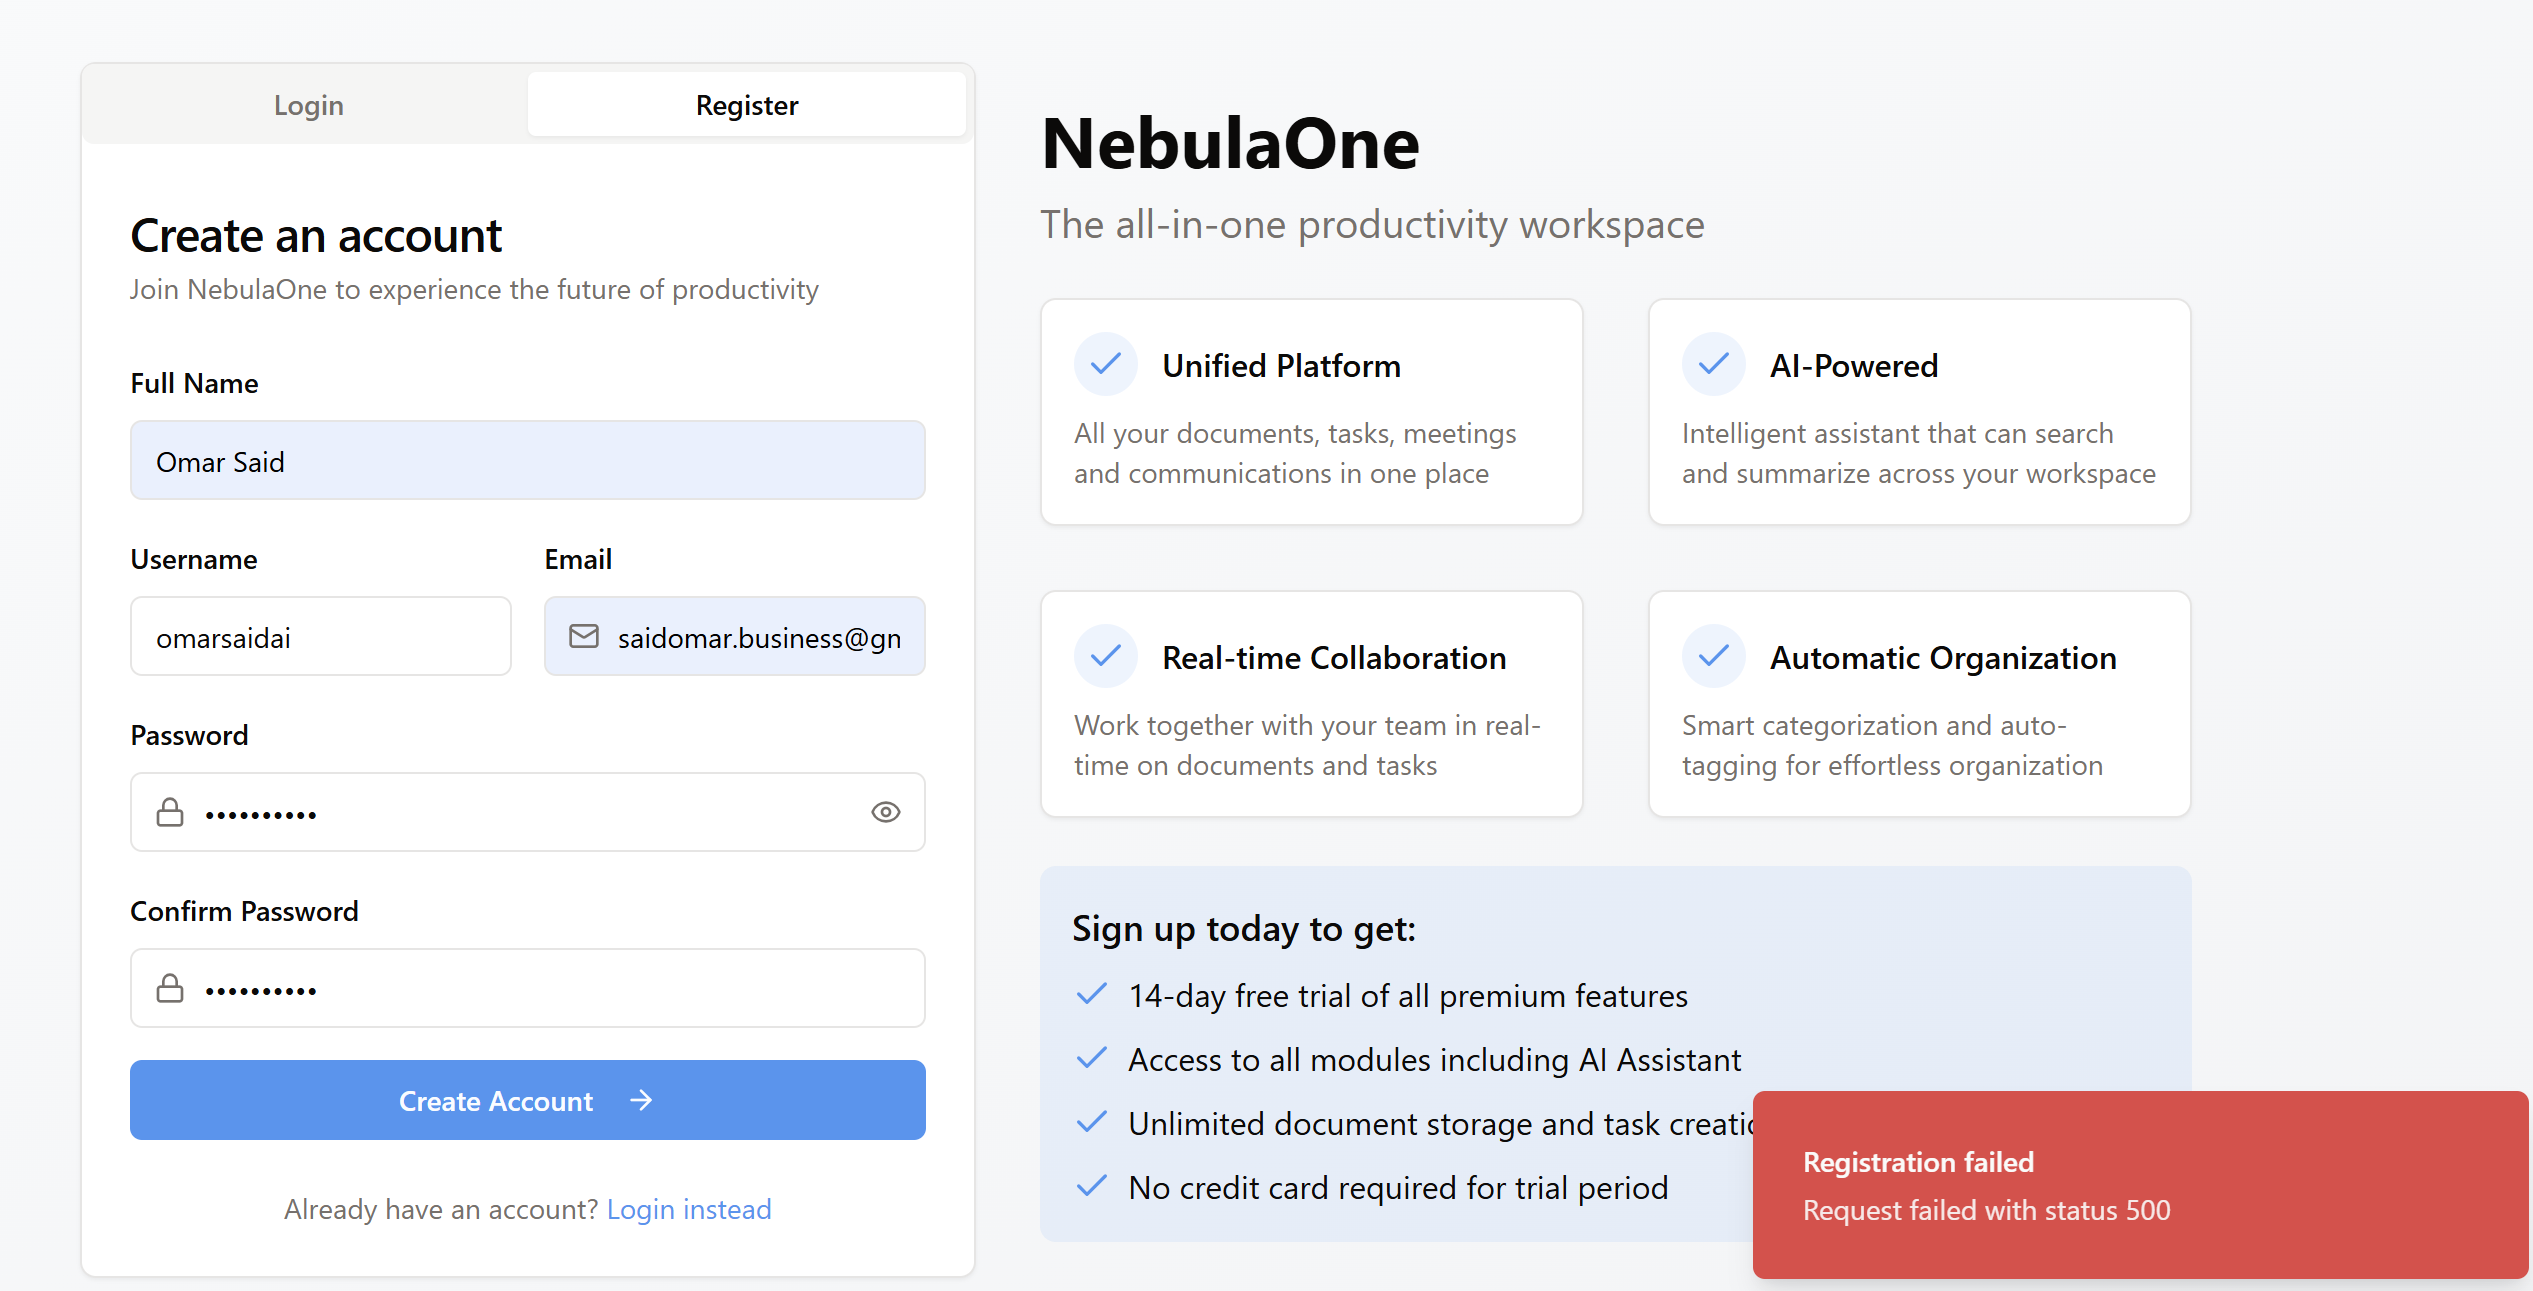 Login
Register
Create an account
Join NebulaOne to experience the future of productivity
Full Name
Omar Said
Username
Email
omarsaidai
saidomar.business@gn
Password
••••••••••
Confirm Password
••••••••••
Create Account →
Already have an account? Login instead
NebulaOne
The all-in-one productivity workspace
Unified Platform
All your documents, tasks, meetings
and communications in one place
AI-Powered
Intelligent assistant that can search
and summarize across your workspace
Real-time Collaboration
Work together with your team in real-
time on documents and tasks
Automatic Organization
Smart categorization and auto-
tagging for effortless organization
Sign up today to get:
14-day free trial of all premium features
Access to all modules including AI Assistant
Unlimited document storage and task creatio
No credit card required for trial period
Registration failed
Request failed with status 500